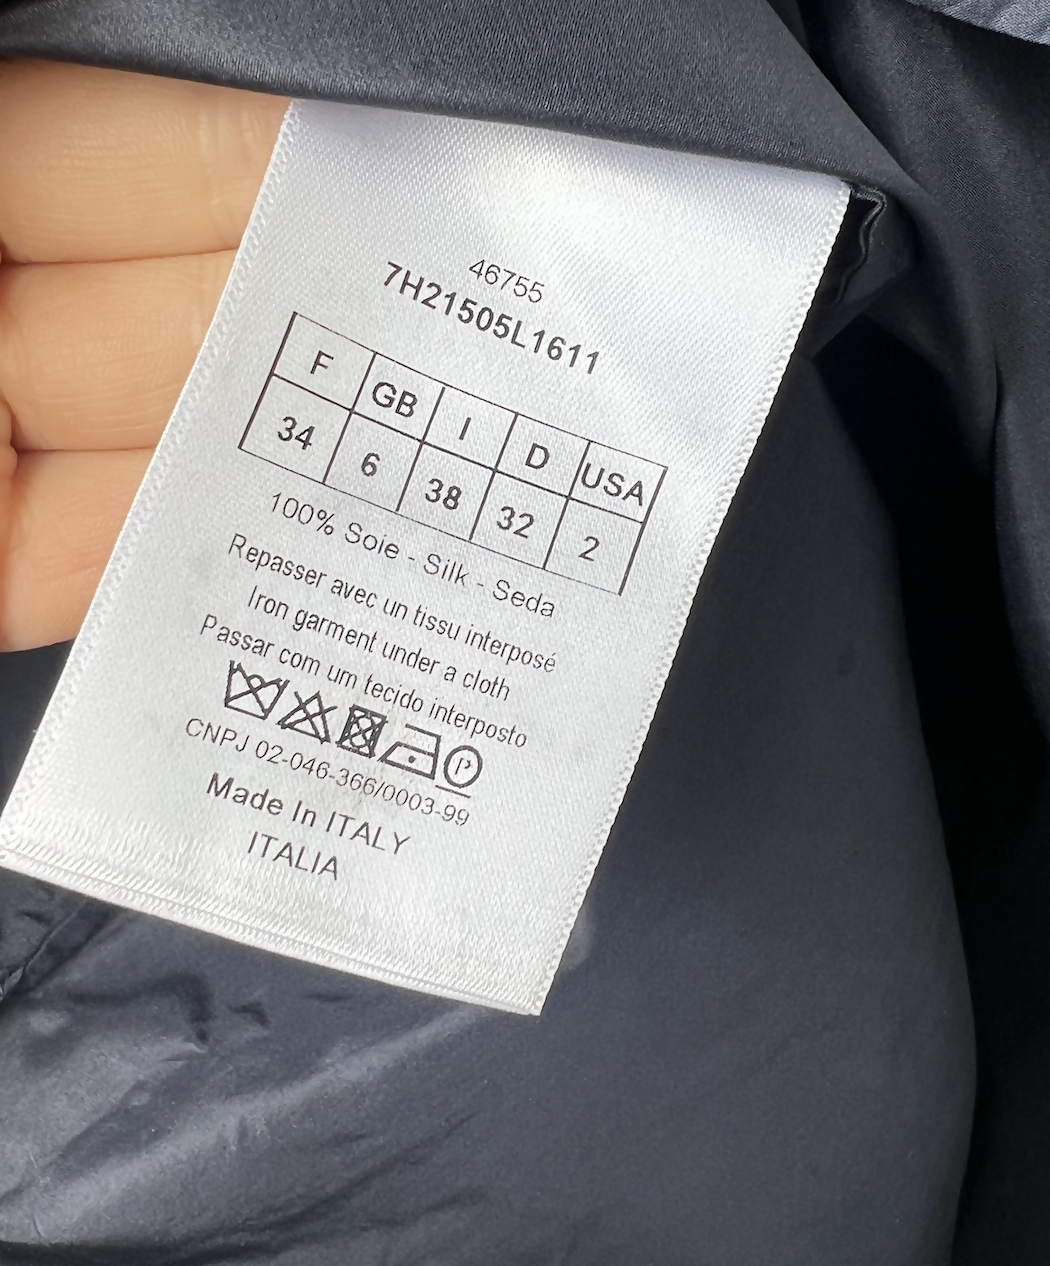 46755
7H21505L1611
F GB I D USA
34 6 38 32 2
100% Soie - Silk - Seda
Repasser avec un tissu interposé
Iron garment under a cloth
Passar com um tecido interposto
P
CNPJ 02-046-366/0003-99
Made In ITALY
ITALIA